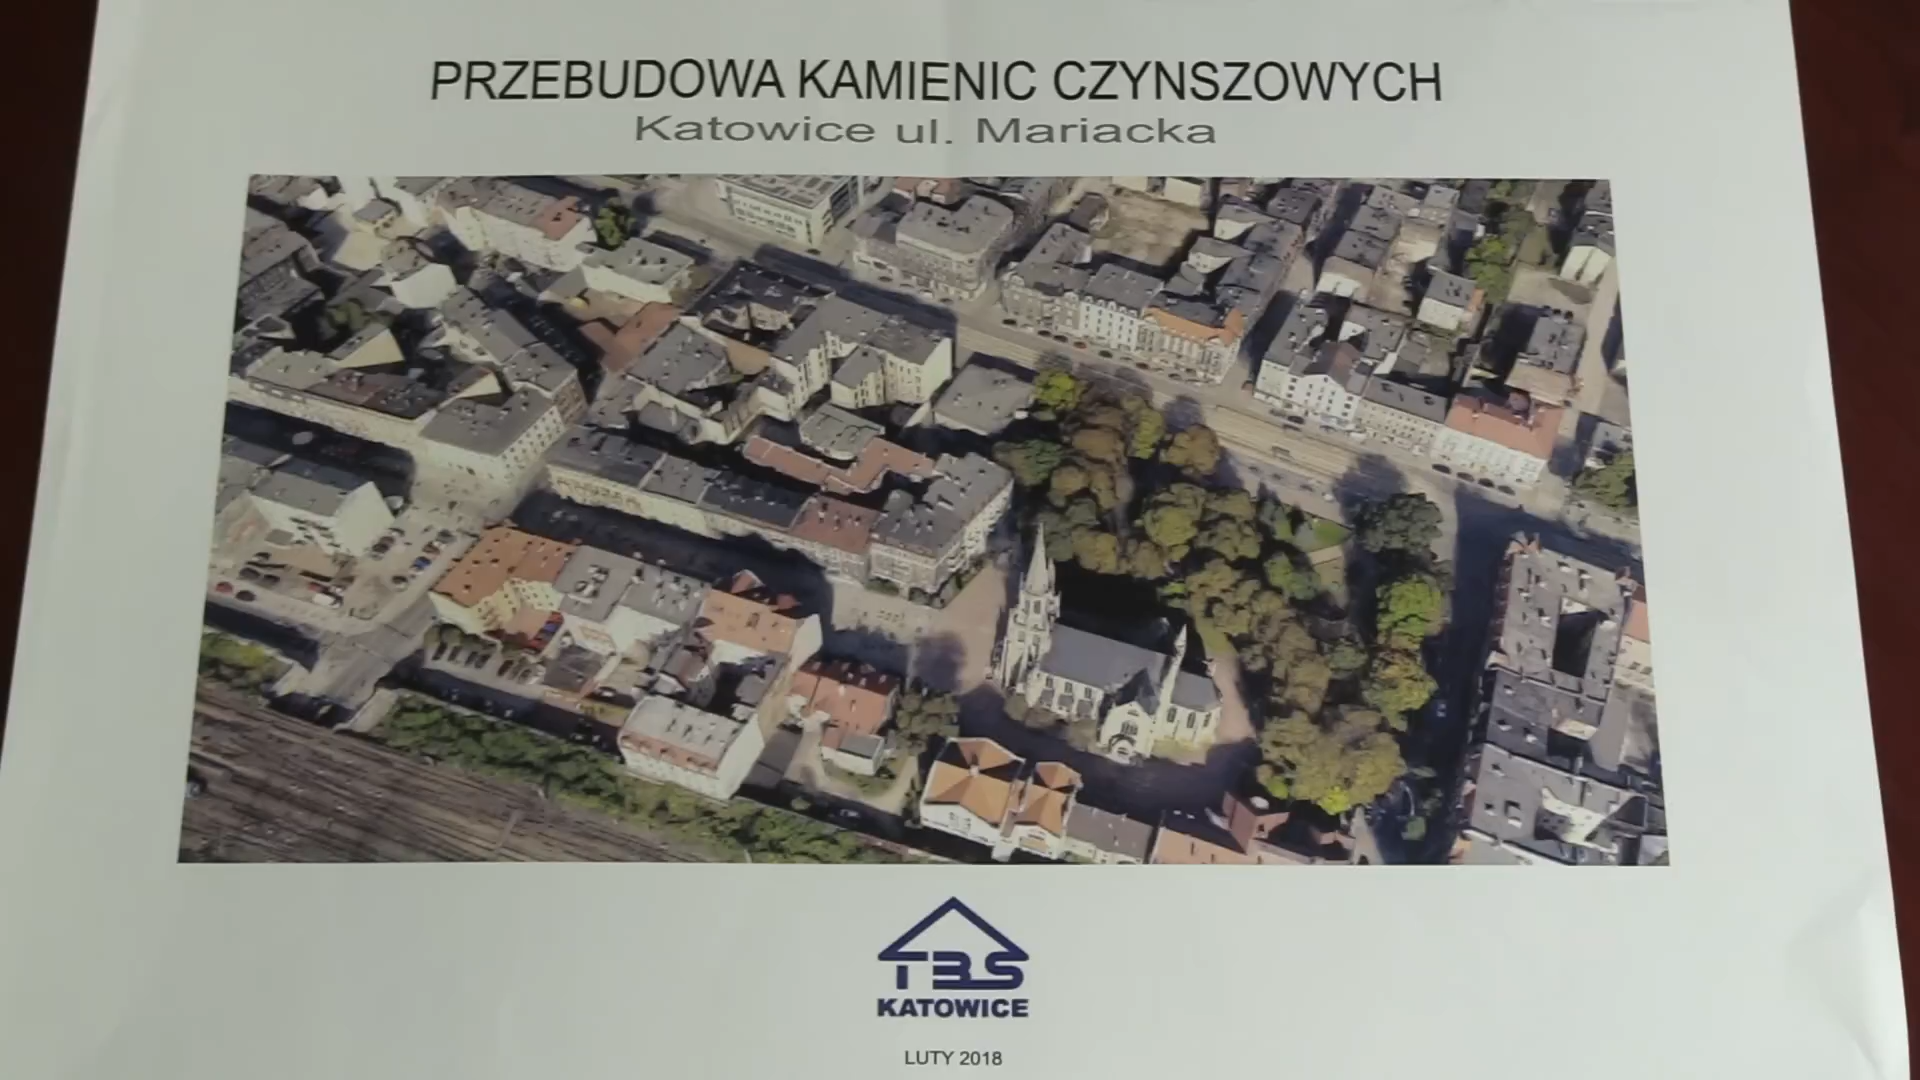 PRZEBUDOWA KAMIENIC CZYNSZOWYCH
Katowice ul. Mariacka
TBS
KATOWICE
LUTY 2018